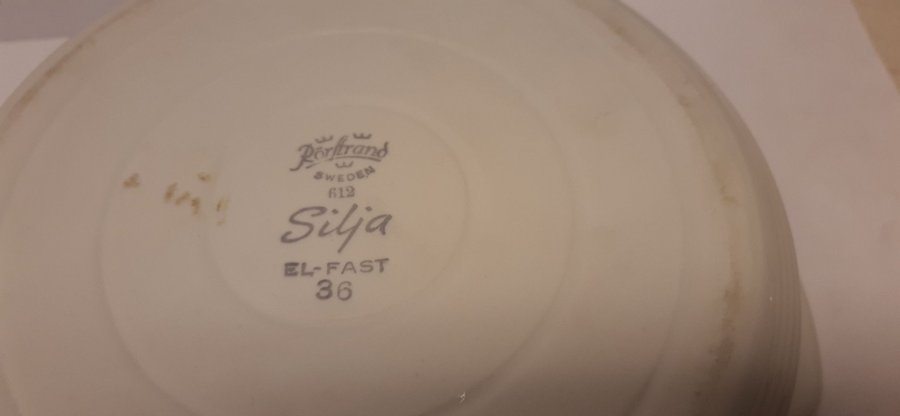 Rörstrand
SWEDEN
612
Silja
EL-FAST
36